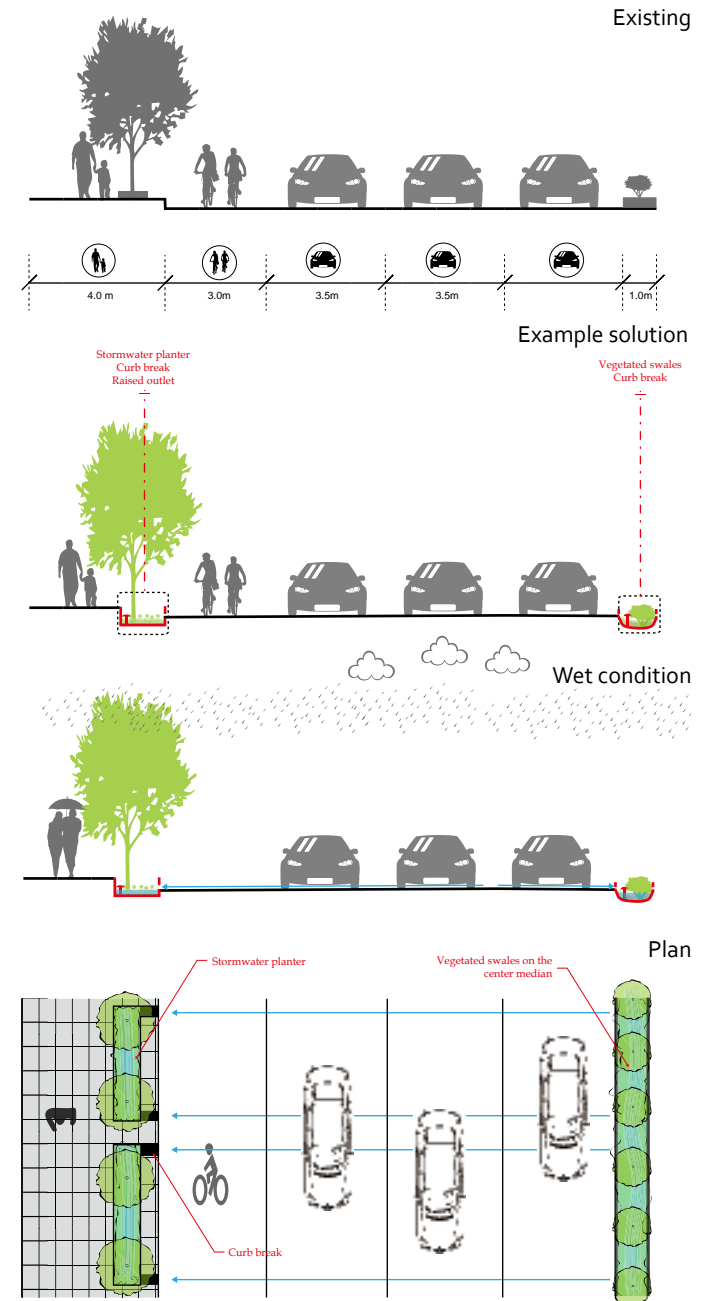 Existing
4.0 m
3.0m
3.5m
3.5m
1.0m
Example solution
Stormwater planter
Curb break
Raised outlet
Vegetated swales
Curb break
Wet condition
Plan
Stormwater planter
Vegetated swales on the
center median
Curb break